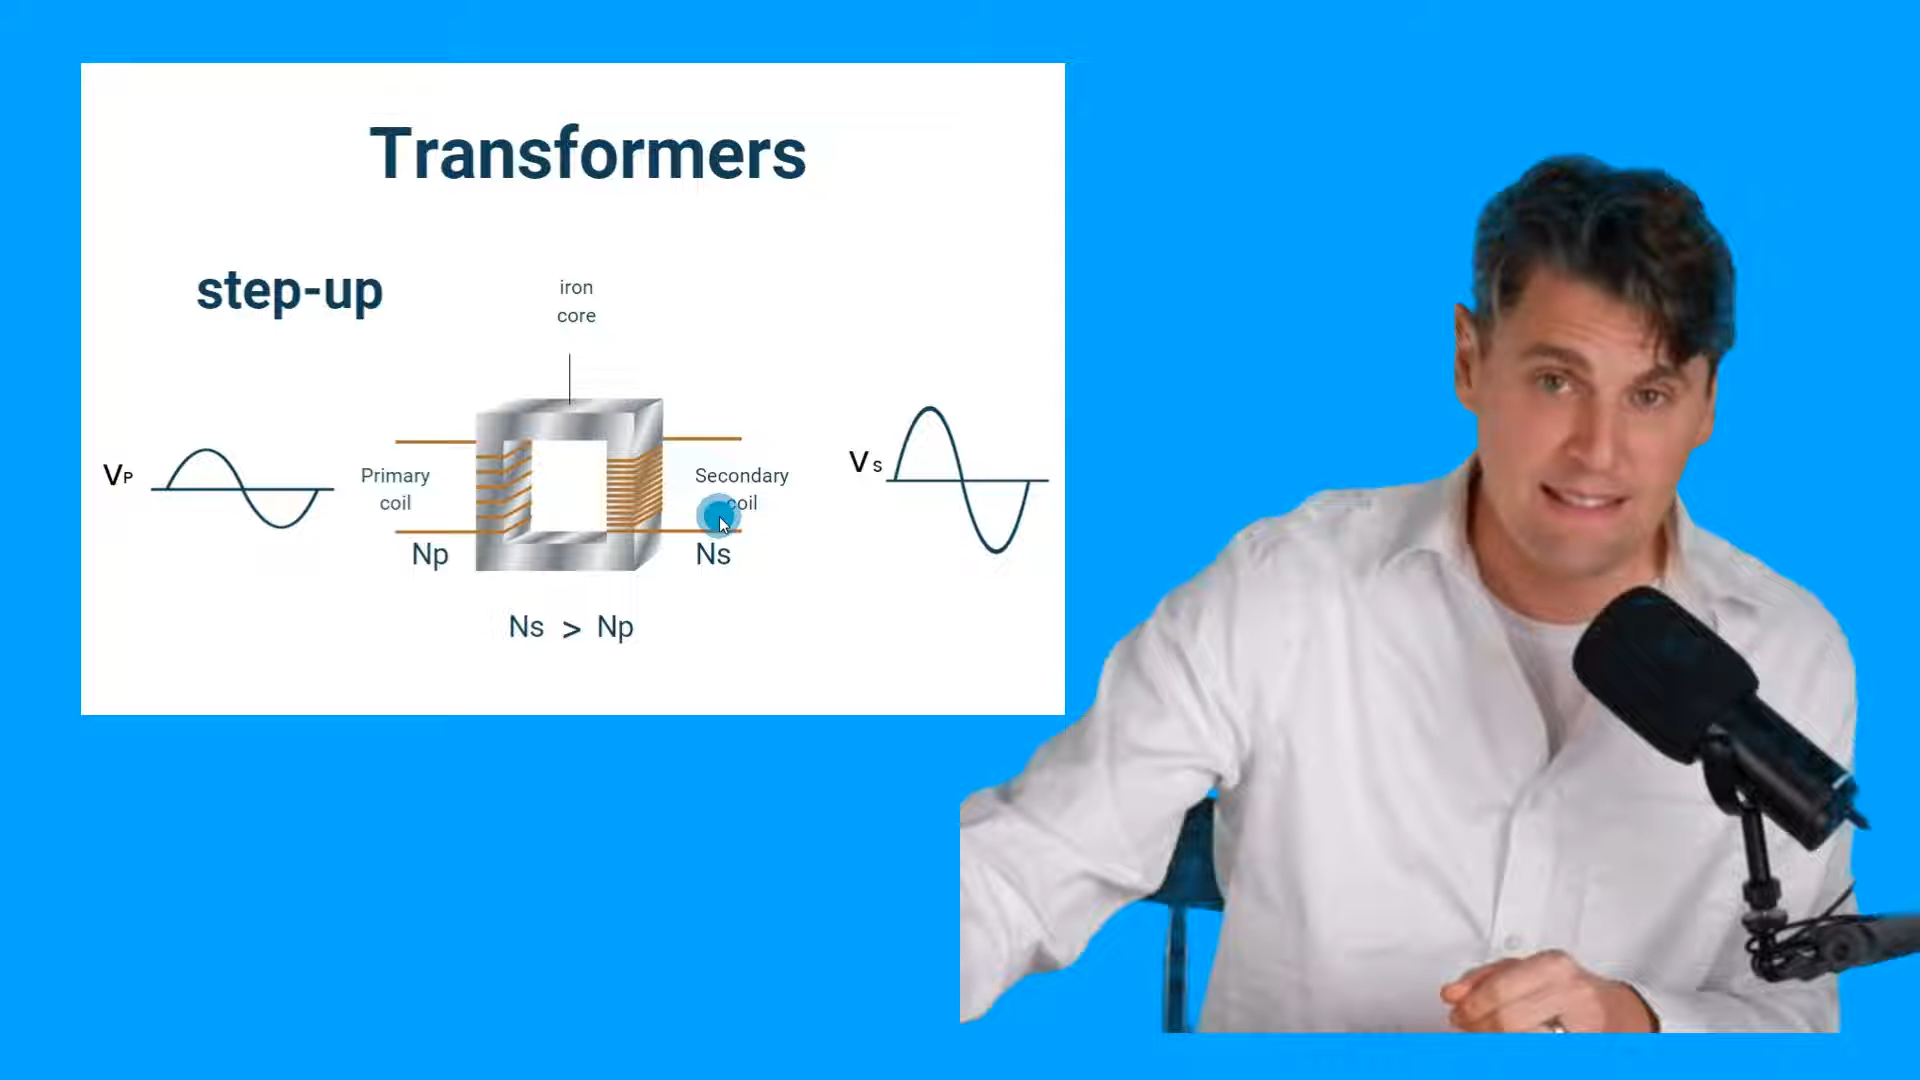 Transformers
step-up
iron
core
VP
Primary
coil
Secondary
coil
VS
Np
Ns
Ns > Np